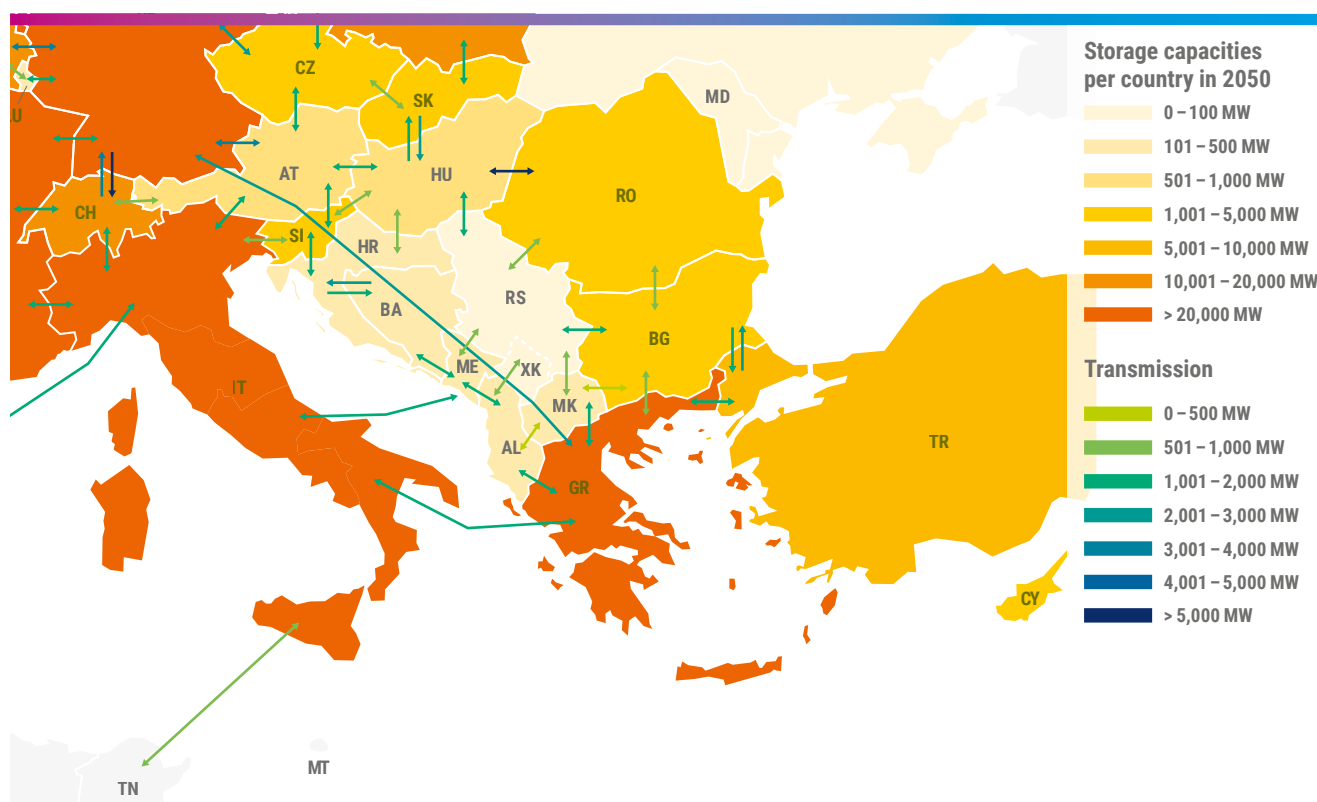 Storage capacities
per country in 2050
0 – 100 MW
101 – 500 MW
501 – 1,000 MW
1,001 – 5,000 MW
5,001 – 10,000 MW
10,001 – 20,000 MW
> 20,000 MW
Transmission
0 – 500 MW
501 – 1,000 MW
1,001 – 2,000 MW
2,001 – 3,000 MW
3,001 – 4,000 MW
4,001 – 5,000 MW
> 5,000 MW
CZ
MD
SK
AT
HU
RO
CH
SI
HR
RS
BA
BG
ME
XK
IT
MK
TR
AL
GR
CY
MT
TN